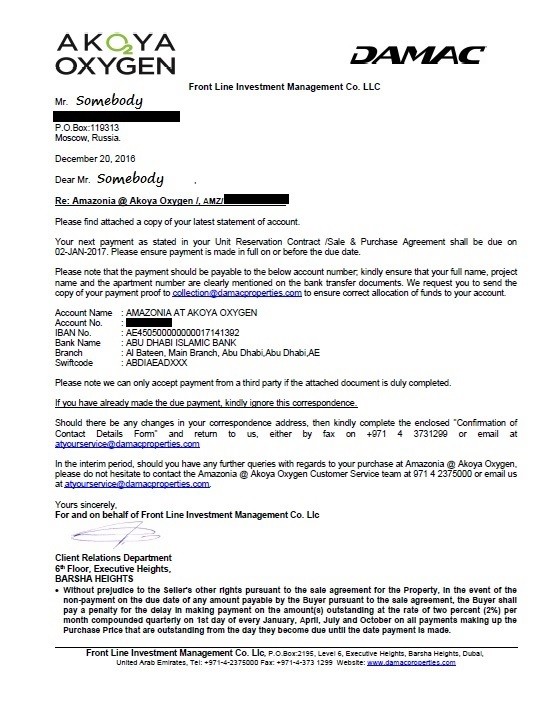 AKO2YA
OXYGEN
DAMAC
Front Line Investment Management Co. LLC
Mr. Somebody
P.O.Box:119313
Moscow, Russia.
December 20, 2016
Dear Mr. Somebody ,
Re: Amazonia @ Akoya Oxygen /, AMZ/
Please find attached a copy of your latest statement of account.
Your next payment as stated in your Unit Reservation Contract /Sale & Purchase Agreement shall be due on
02-JAN-2017. Please ensure payment is made in full on or before the due date.
Please note that the payment should be payable to the below account number; kindly ensure that your full name, project
name and the apartment number are clearly mentioned on the bank transfer documents. We request you to send the
copy of your payment proof to collection@damacproperties.com to ensure correct allocation of funds to your account.
Account Name : AMAZONIA AT AKOYA OXYGEN
Account No. :
IBAN No. : AE450500000000017141392
Bank Name : ABU DHABI ISLAMIC BANK
Branch : Al Bateen, Main Branch, Abu Dhabi,Abu Dhabi,AE
Swiftcode : ABDIAEADXXX
Please note we can only accept payment from a third party if the attached document is duly completed.
If you have already made the due payment, kindly ignore this correspondence.
Should there be any changes in your correspondence address, then kindly complete the enclosed "Confirmation of
Contact Details Form" and return to us, either by fax on +971 4 3731299 or email at
atyourservice@damacproperties.com
In the interim period, should you have any further queries with regards to your purchase at Amazonia @ Akoya Oxygen,
please do not hesitate to contact the Amazonia @ Akoya Oxygen Customer Service team at 971 4 2375000 or email us
at atyourservice@damacproperties.com.
Yours sincerely,
For and on behalf of Front Line Investment Management Co. Llc
Client Relations Department
6th Floor, Executive Heights,
BARSHA HEIGHTS
• Without prejudice to the Seller's other rights pursuant to the sale agreement for the Property, in the event of the
non-payment on the due date of any amount payable by the Buyer pursuant to the sale agreement, the Buyer shall
pay a penalty for the delay in making payment on the amount(s) outstanding at the rate of two percent (2%) per
month compounded quarterly on 1st day of every January, April, July and October on all payments making up the
Purchase Price that are outstanding from the day they become due until the date payment is made.
Front Line Investment Management Co. Llc, P.O.Box:2195, Level 6, Executive Heights, Barsha Heights, Dubai,
United Arab Emirates, Tel: +971-4-2375000 Fax: +971-4-373 1299 Website: www.damacproperties.com